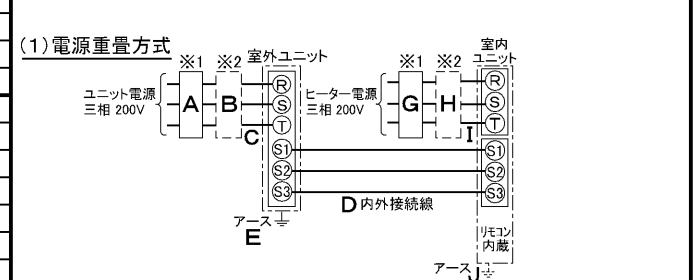 (1)電源重畳方式
※1 ※2 室外ユニット
ユニット電源
三相 200V
A B
R
S
T
C
S1
S2
S3
アース
E
D 内外接続線
※1 ※2 室内
ユニット
ヒーター電源
三相 200V
G H
R
S
T
I
S1
S2
S3
リモコン
内蔵
アース J